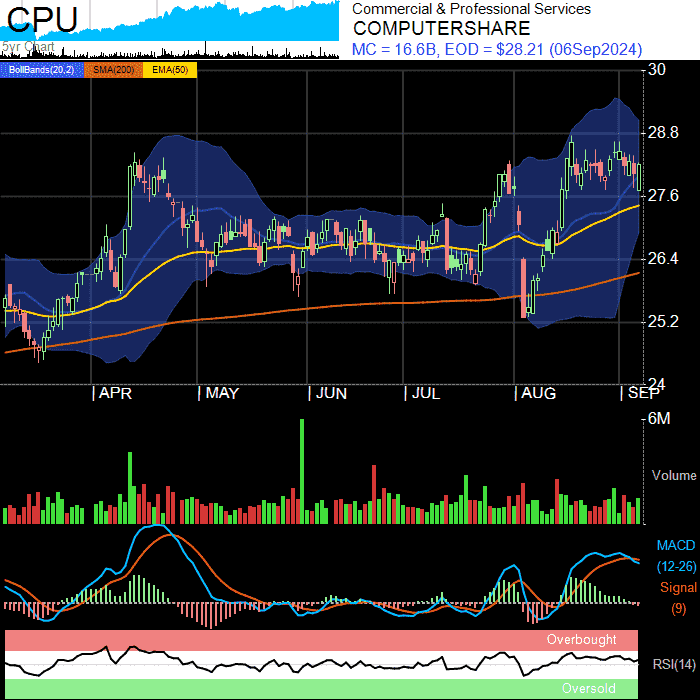 CPU
5yr Chart
Commercial & Professional Services
COMPUTERSHARE
MC = 16.6B, EOD = $28.21 (06Sep2024)
BollBands(20,2) SMA(200) EMA(50)
30
28.8
27.6
26.4
25.2
24
| APR | MAY | JUN | JUL | AUG | SEP
6M
Volume
MACD
(12-26)
Signal
(9)
Overbought
RSI(14)
Oversold